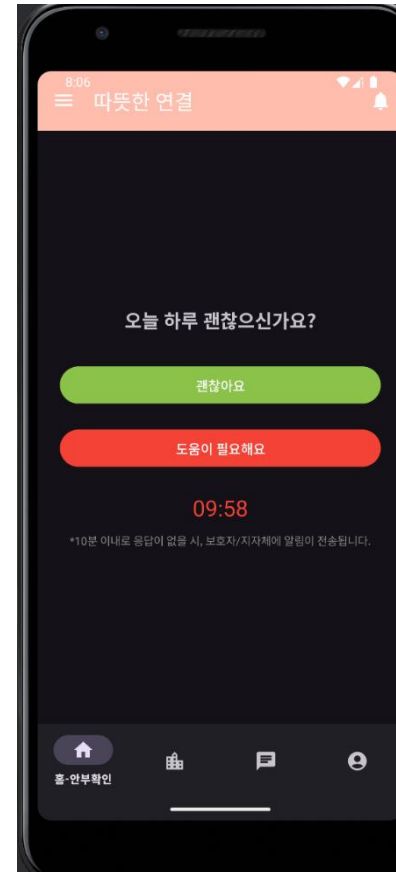 8:06
따뜻한 연결
오늘 하루 괜찮으신가요?
괜찮아요
도움이 필요해요
09:58
*10분 이내로 응답이 없을 시, 보호자/지자체에 알림이 전송됩니다.
홈-안부확인